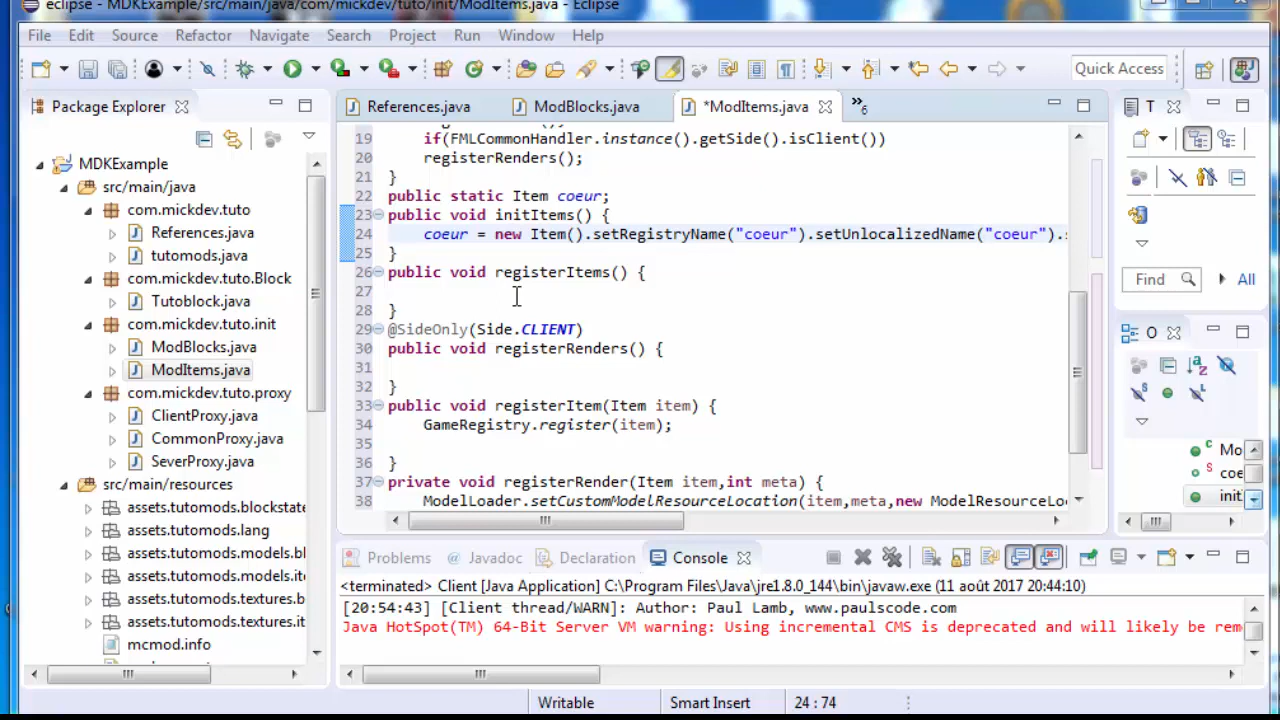 eclipse - MDKExample/src/main/java/com/mickdev/tuto/init/ModItems.java - Eclipse
File Edit Source Refactor Navigate Search Project Run Window Help
Quick Access
Package Explorer
References.java ModBlocks.java *ModItems.java »6
T
MDKExample
src/main/java
com.mickdev.tuto
References.java
tutomods.java
com.mickdev.tuto.Block
Tutoblock.java
com.mickdev.tuto.init
ModBlocks.java
ModItems.java
com.mickdev.tuto.proxy
ClientProxy.java
CommonProxy.java
SeverProxy.java
src/main/resources
assets.tutomods.blockstate
assets.tutomods.lang
assets.tutomods.models.bl
assets.tutomods.models.ite
assets.tutomods.textures.b
assets.tutomods.textures.it
mcmod.info
19 if(FMLCommonHandler.instance().getSide().isClient())
20 registerRenders();
21 }
22 public static Item coeur;
23 public void initItems() {
24 coeur = new Item().setRegistryName("coeur").setUnlocalizedName("coeur").s
25 }
26 public void registerItems() {
27
28 }
29 @SideOnly(Side.CLIENT)
30 public void registerRenders() {
31
32 }
33 public void registerItem(Item item) {
34 GameRegistry.register(item);
35
36 }
37 private void registerRender(Item item,int meta) {
38 ModelLoader.setCustomModelResourceLocation(item,meta,new ModelResourceLo
Find All
O
Mo
coe
init
Problems Javadoc Declaration Console
<terminated> Client [Java Application] C:\Program Files\Java\jre1.8.0_144\bin\javaw.exe (11 août 2017 20:44:10)
[20:54:43] [Client thread/WARN]: Author: Paul Lamb, www.paulscode.com
Java HotSpot(TM) 64-Bit Server VM warning: Using incremental CMS is deprecated and will likely be rem
Writable Smart Insert 24 : 74